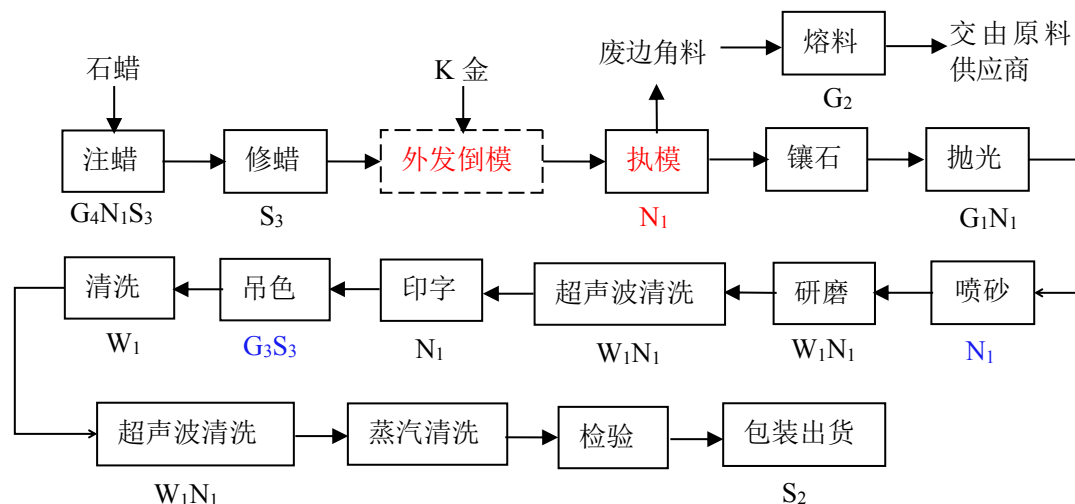 石蜡
K 金
废边角料
熔料
交由原料
供应商
G₂
注蜡
修蜡
外发倒模
执模
镶石
抛光
G₄N₁S₃
S₃
N₁
G₁N₁
清洗
吊色
印字
超声波清洗
研磨
喷砂
W₁
G₃S₃
N₁
W₁N₁
W₁N₁
N₁
超声波清洗
蒸汽清洗
检验
包装出货
W₁N₁
S₂